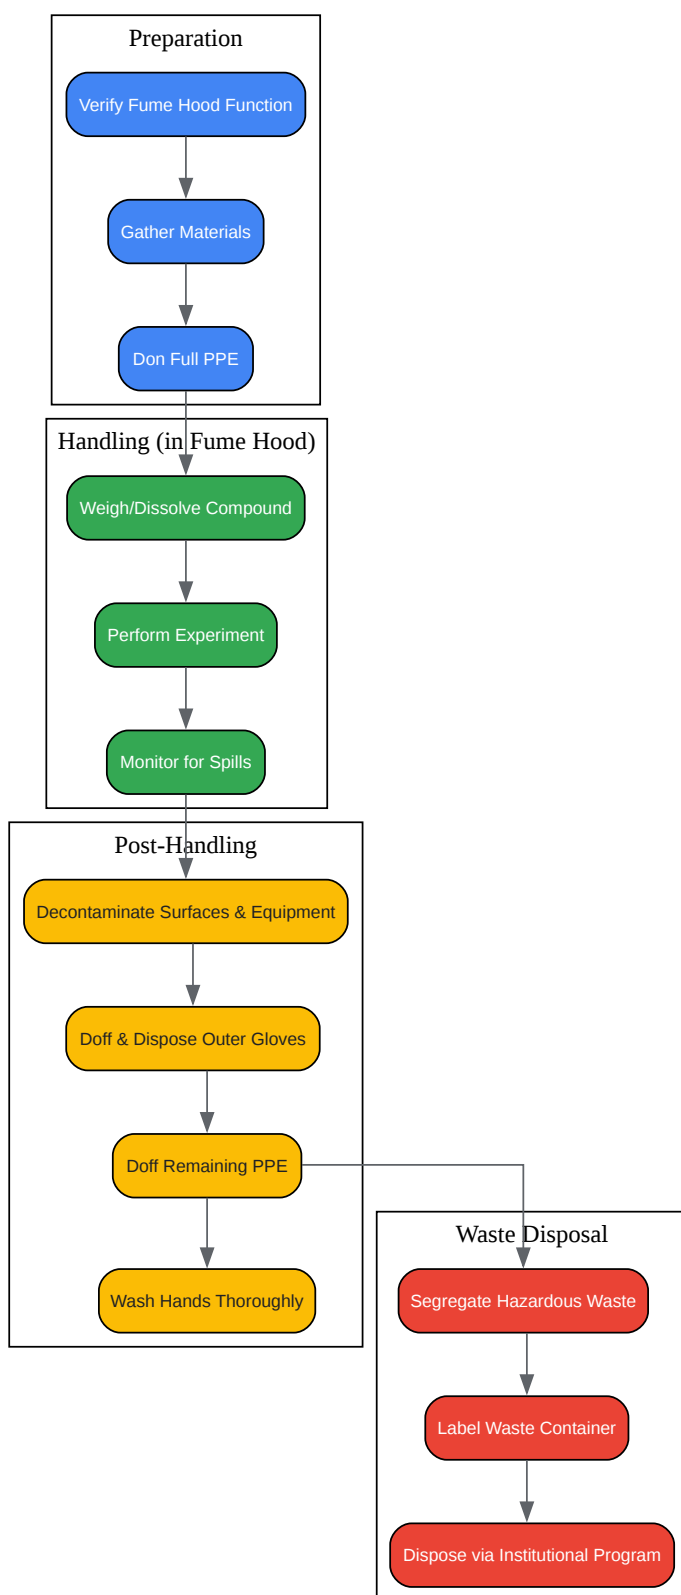 Preparation
Verify Fume Hood Function
Gather Materials
Don Full PPE
Handling (in Fume Hood)
Weigh/Dissolve Compound
Perform Experiment
Monitor for Spills
Post-Handling
Decontaminate Surfaces & Equipment
Doff & Dispose Outer Gloves
Doff Remaining PPE
Wash Hands Thoroughly
Waste Disposal
Segregate Hazardous Waste
Label Waste Container
Dispose via Institutional Program